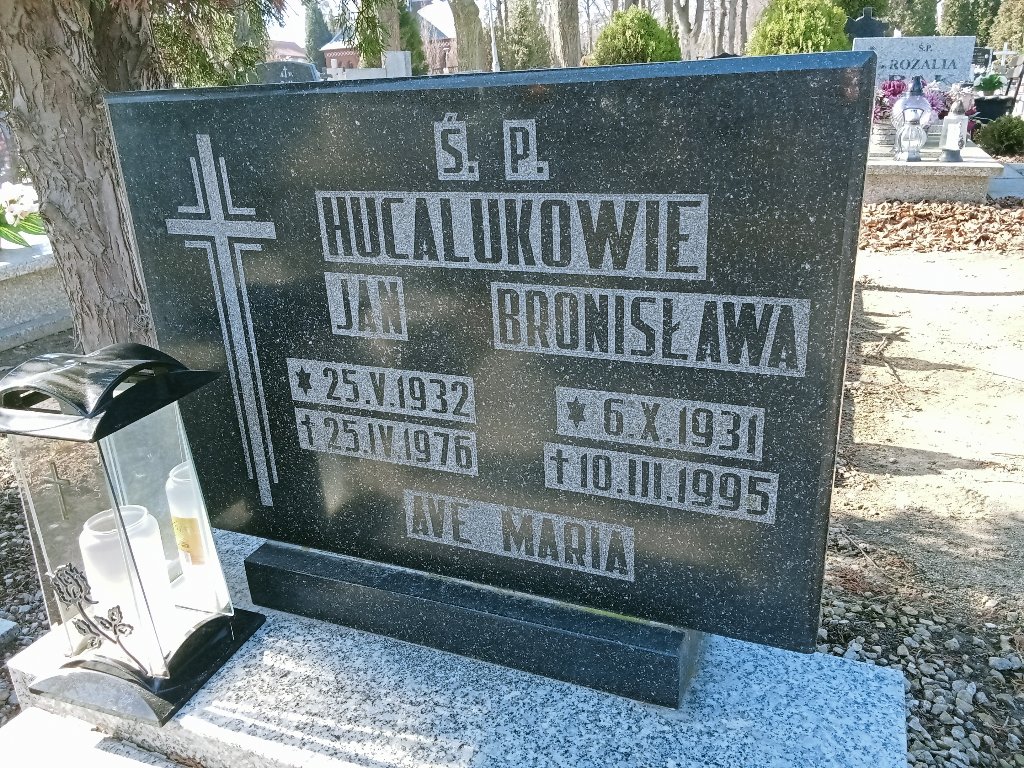 Ś. P.
HUCALUKOWIE
JAN BRONISŁAWA
* 25.V.1932
† 25.IV.1976
* 6.X.1931
† 10.III.1995
AVE MARIA
Ś.P.
ROZALIA